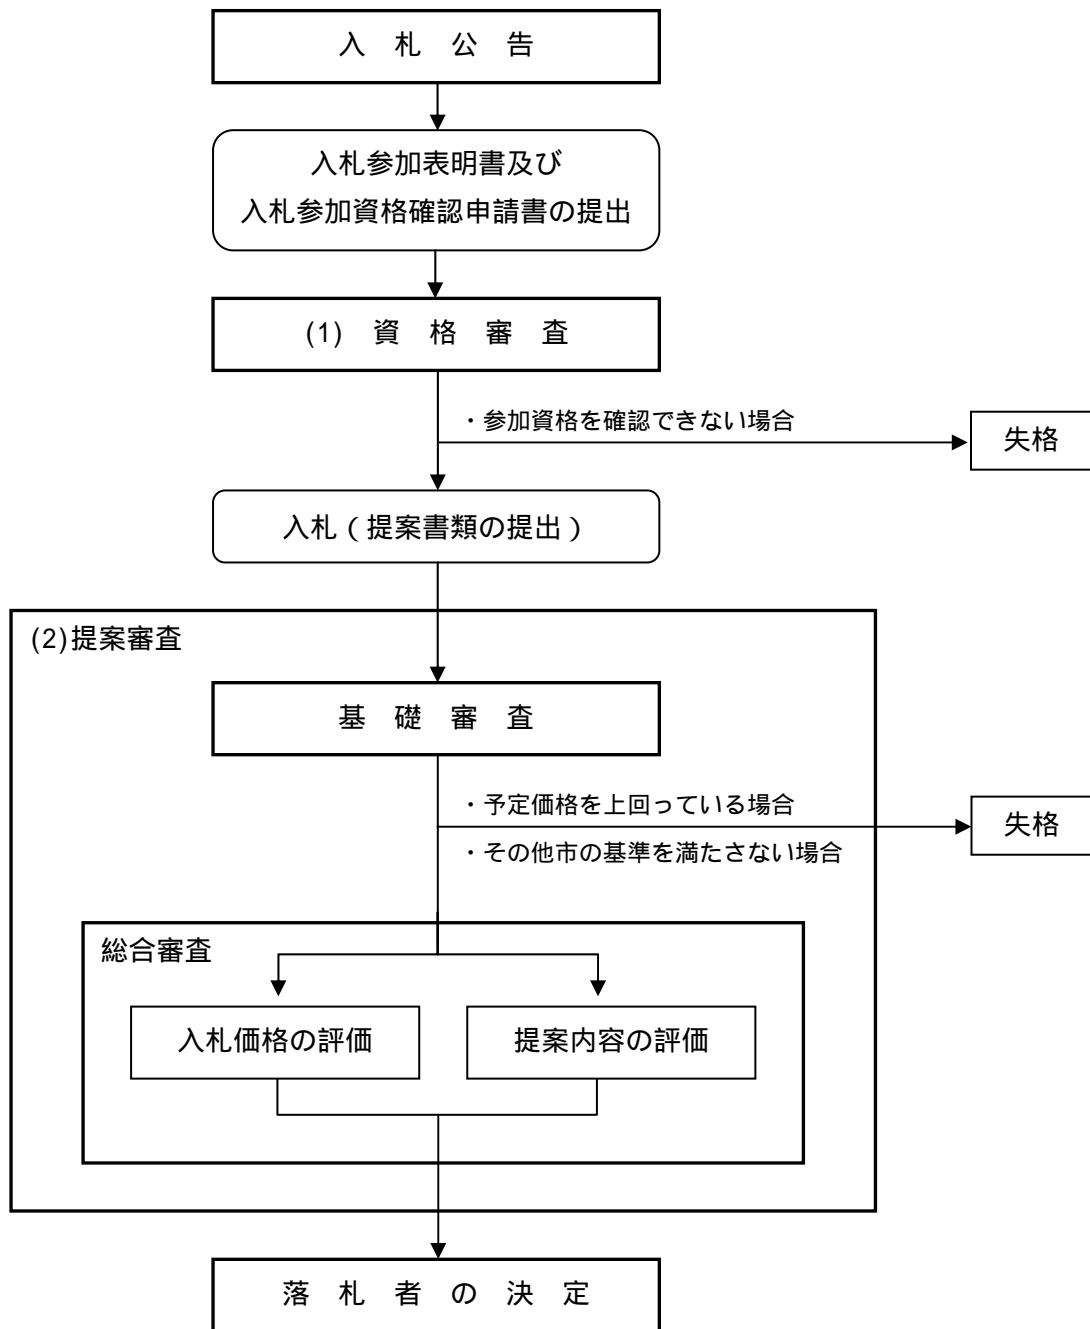 入 札 公 告
入札参加表明書及び
入札参加資格確認申請書の提出
(1) 資 格 審 査
・参加資格を確認できない場合
失格
入札(提案書類の提出)
(2)提案審査
基 礎 審 査
・予定価格を上回っている場合
・その他市の基準を満たさない場合
失格
総合審査
入札価格の評価
提案内容の評価
落 札 者 の 決 定